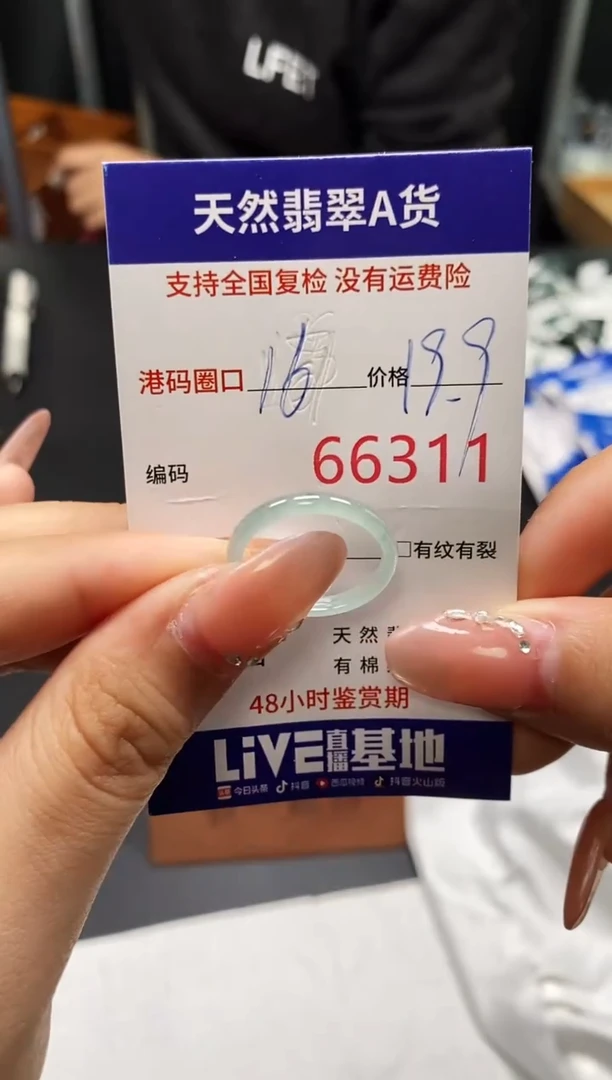 天然翡翠A货
支持全国复检 没有运费险
港码圈口 16 价格 19.9
编码 66311
□有纹有裂
天然
有棉
48小时鉴赏期
LiVE直播基地
今日头条 抖音 西瓜视频 抖音火山版